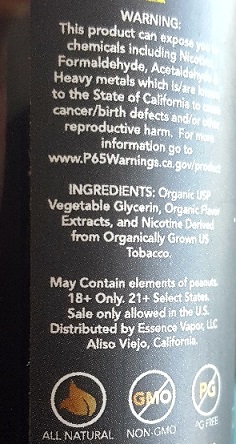 WARNING:
This product can expose you
chemicals including Nicotine,
Formaldehyde, Acetaldehyde &
Heavy metals which is/are known
to the State of California to cause
cancer/birth defects and/or other
reproductive harm. For more
information go to
www.P65Warnings.ca.gov/product
INGREDIENTS: Organic USP
Vegetable Glycerin, Organic Flavor
Extracts, and Nicotine Derived
from Organically Grown US
Tobacco.
May Contain elements of peanuts.
18+ Only. 21+ Select States.
Sale only allowed in the U.S.
Distributed by Essence Vapor, LLC
Aliso Viejo, California.
GMO
PG
ALL NATURAL NON-GMO PG FREE